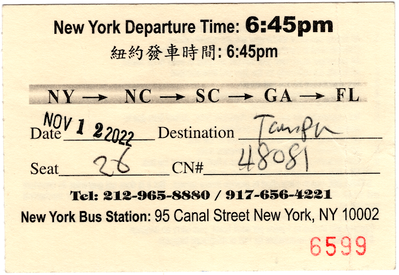 New York Departure Time: 6:45pm
紐約發車時間: 6:45pm
NY → NC → SC → GA → FL
Date NOV 12 2022 Destination Tampa
Seat 26 CN# 48081
Tel: 212-965-8880 / 917-656-4221
New York Bus Station: 95 Canal Street New York, NY 10002
6599